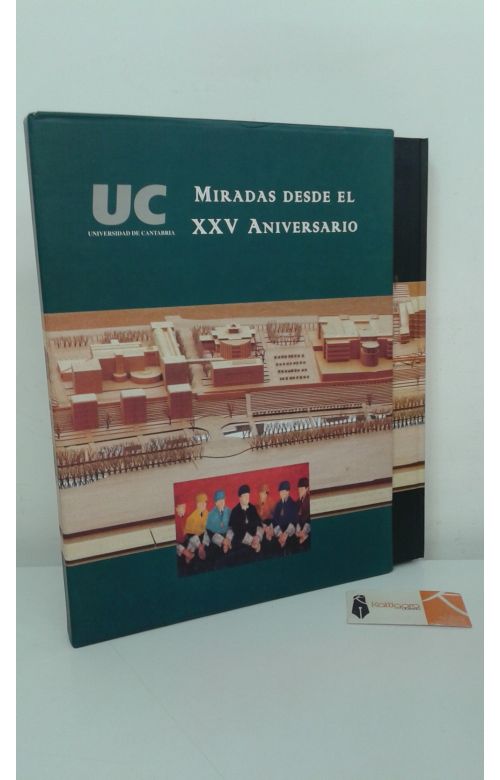 UC
UNIVERSIDAD DE CANTABRIA
MIRADAS DESDE EL
XXV ANIVERSARIO